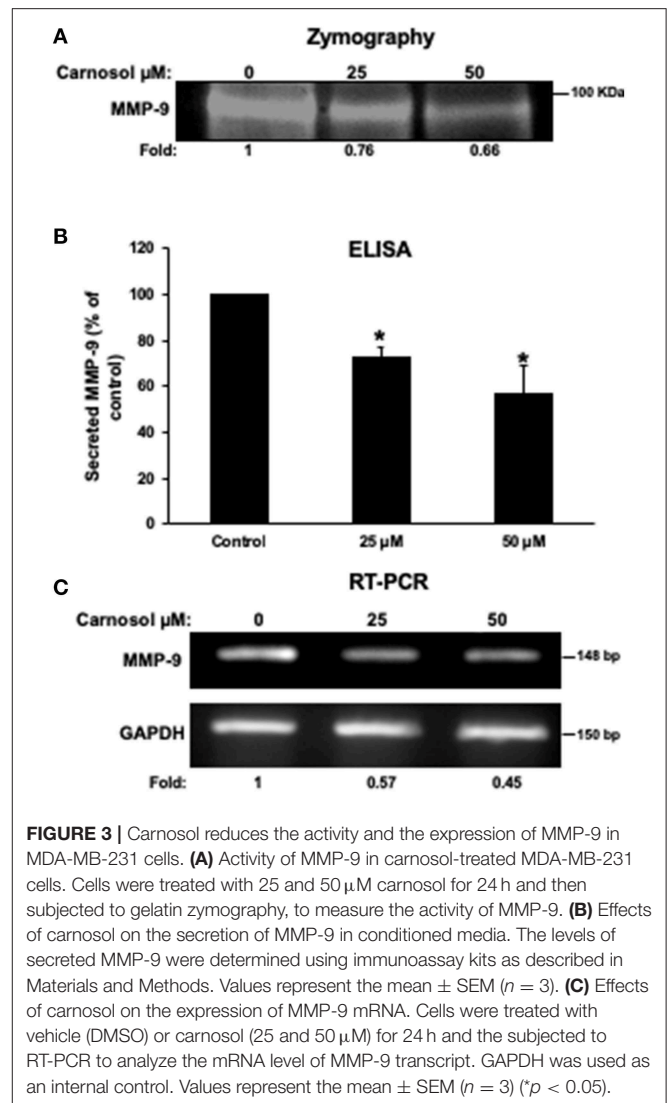 A
Zymography
Carnosol µM: 0 25 50
100 KDa
MMP-9
Fold: 1 0.76 0.66
B
ELISA
Secreted MMP-9 (% of
control)
120
100
80
60
40
20
0
*
*
Control 25 µM 50 µM
C
RT-PCR
Carnosol µM: 0 25 50
MMP-9
148 bp
GAPDH
150 bp
Fold: 1 0.57 0.45
FIGURE 3 | Carnosol reduces the activity and the expression of MMP-9 in
MDA-MB-231 cells. (A) Activity of MMP-9 in carnosol-treated MDA-MB-231
cells. Cells were treated with 25 and 50 µM carnosol for 24 h and then
subjected to gelatin zymography, to measure the activity of MMP-9. (B) Effects
of carnosol on the secretion of MMP-9 in conditioned media. The levels of
secreted MMP-9 were determined using immunoassay kits as described in
Materials and Methods. Values represent the mean ± SEM (n = 3). (C) Effects
of carnosol on the expression of MMP-9 mRNA. Cells were treated with
vehicle (DMSO) or carnosol (25 and 50 µM) for 24 h and the subjected to
RT-PCR to analyze the mRNA level of MMP-9 transcript. GAPDH was used as
an internal control. Values represent the mean ± SEM (n = 3) (*p < 0.05).